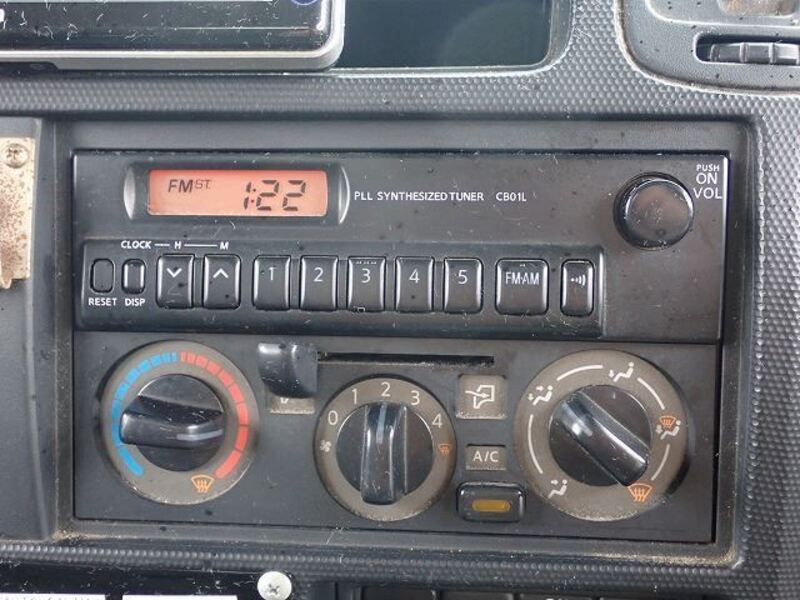 FM ST. 1:22
PLL SYNTHESIZED TUNER CB01L
PUSH
ON
VOL
CLOCK H M
RESET DISP
1 2 3 4 5 FM·AM
0 1 2 3 4
A/C